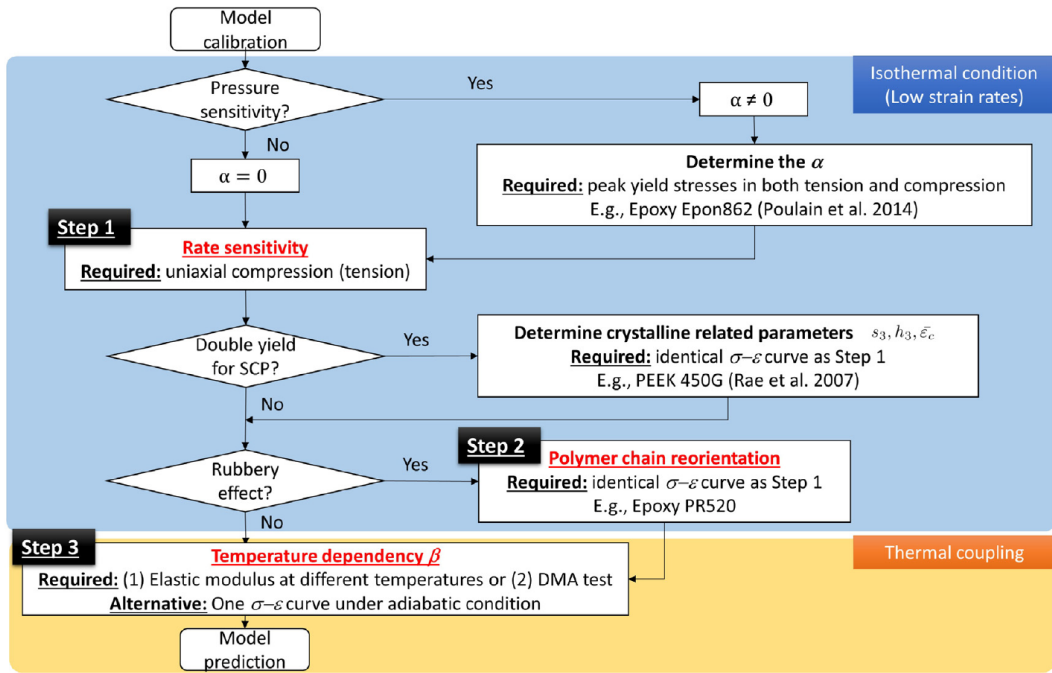 Model
calibration
Isothermal condition
(Low strain rates)
Pressure
sensitivity?
Yes
α ≠ 0
No
α = 0
Determine the α
Required: peak yield stresses in both tension and compression
E.g., Epoxy Epon862 (Poulain et al. 2014)
Step 1
Rate sensitivity
Required: uniaxial compression (tension)
Double yield
for SCP?
Yes
Determine crystalline related parameters s₃, h₃, ε̄_c
Required: identical σ–ε curve as Step 1
E.g., PEEK 450G (Rae et al. 2007)
No
Rubbery
effect?
Yes
Step 2
Polymer chain reorientation
Required: identical σ–ε curve as Step 1
E.g., Epoxy PR520
No
Thermal coupling
Step 3
Temperature dependency β
Required: (1) Elastic modulus at different temperatures or (2) DMA test
Alternative: One σ–ε curve under adiabatic condition
Model
prediction